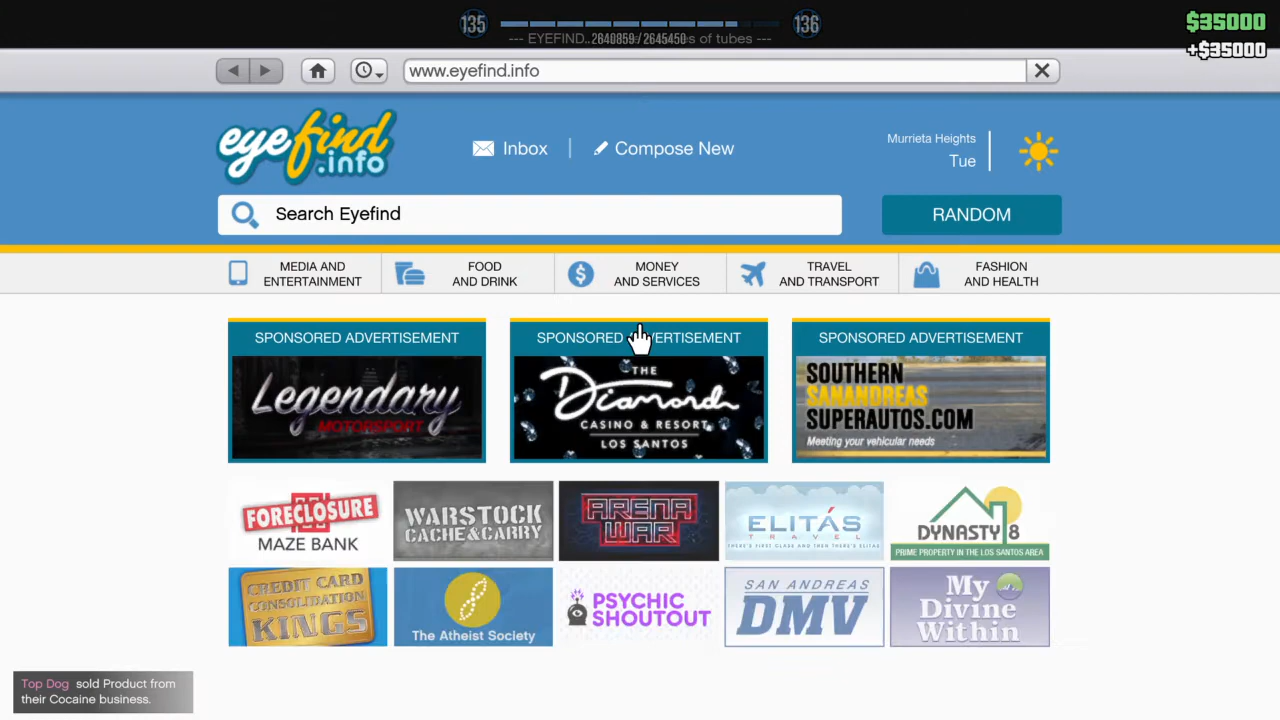 135
136
$35000
+$35000
--- EYEFIND.. 2640859 / 2645450 es of tubes ---
www.eyefind.info
eyefind
.info
Inbox
Compose New
Murrieta Heights
Tue
Search Eyefind
RANDOM
MEDIA AND
ENTERTAINMENT
FOOD
AND DRINK
MONEY
AND SERVICES
TRAVEL
AND TRANSPORT
FASHION
AND HEALTH
SPONSORED ADVERTISEMENT
Legendary
MOTORSPORT
SPONSORED ADVERTISEMENT
THE
Diamond
CASINO & RESORT
LOS SANTOS
SPONSORED ADVERTISEMENT
SOUTHERN
SANANDREAS
SUPERAUTOS.COM
Meeting your vehicular needs
FORECLOSURE
MAZE BANK
WARSTOCK
CACHE & CARRY
ARENA
WAR
ELITÁS
TRAVEL
THERE'S FIRST CLASS AND THEN THERE'S ELITAS
DYNASTY 8
PRIME PROPERTY IN THE LOS SANTOS AREA
CREDIT CARD
CONSOLIDATION
KINGS
The Atheist Society
PSYCHIC
SHOUTOUT
SAN ANDREAS
DMV
My
Divine
Within
Top Dog sold Product from
their Cocaine business.